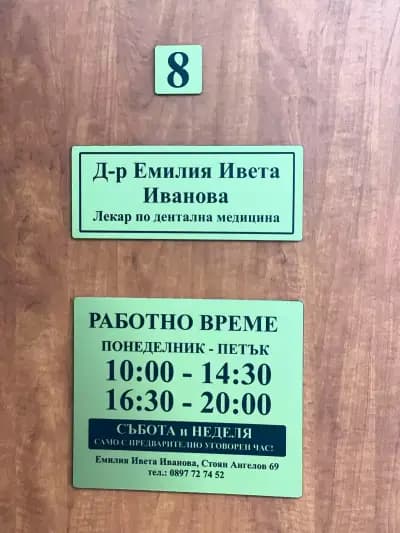 8
Д-р Емилия Ивета
Иванова
Лекар по дентална медицина
РАБОТНО ВРЕМЕ
ПОНЕДЕЛНИК - ПЕТЪК
10:00 - 14:30
16:30 - 20:00
СЪБОТА и НЕДЕЛЯ
САМО С ПРЕДВАРИТЕЛНО УГОВОРЕН ЧАС!
Емилия Ивета Иванова, Стоян Ангелов 69
тел.: 0897 72 74 52